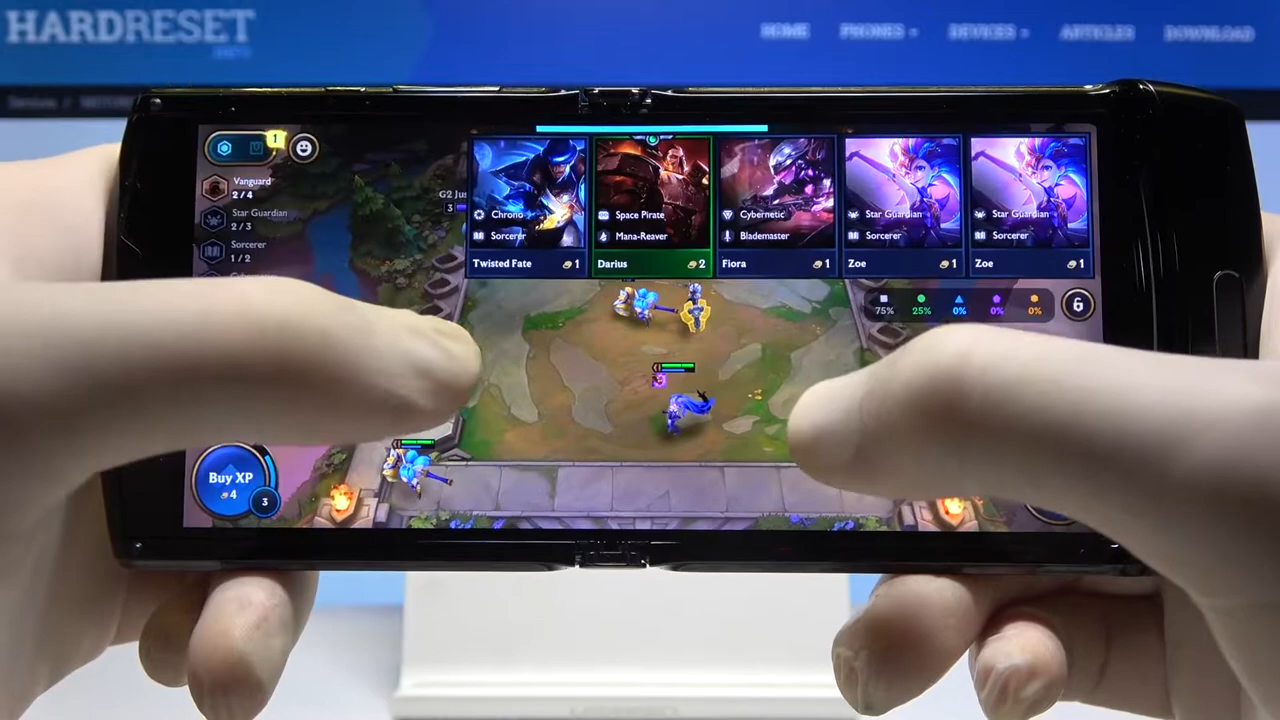 HARDRESET
HOME
PHONES
DEVICES
ARTICLES
DOWNLOAD
1
Vanguard
2 / 4
Star Guardian
2 / 3
Sorcerer
1 / 2
G2 Jus
3
Chrono
Sorcerer
Twisted Fate
1
Space Pirate
Mana-Reaver
Darius
2
Cybernetic
Blademaster
Fiora
1
Star Guardian
Sorcerer
Zoe
1
Star Guardian
Sorcerer
Zoe
1
75%
25%
0%
0%
0%
6
Buy XP
4
3